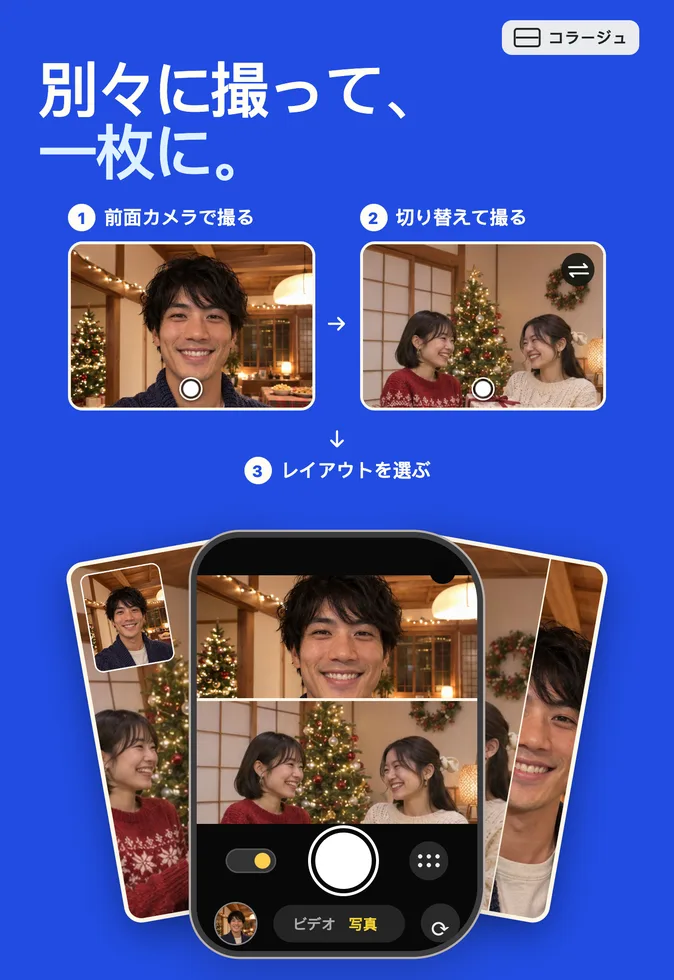 コラージュ
別々に撮って、
一枚に。
1 前面カメラで撮る
2 切り替えて撮る
3 レイアウトを選ぶ
ビデオ 写真